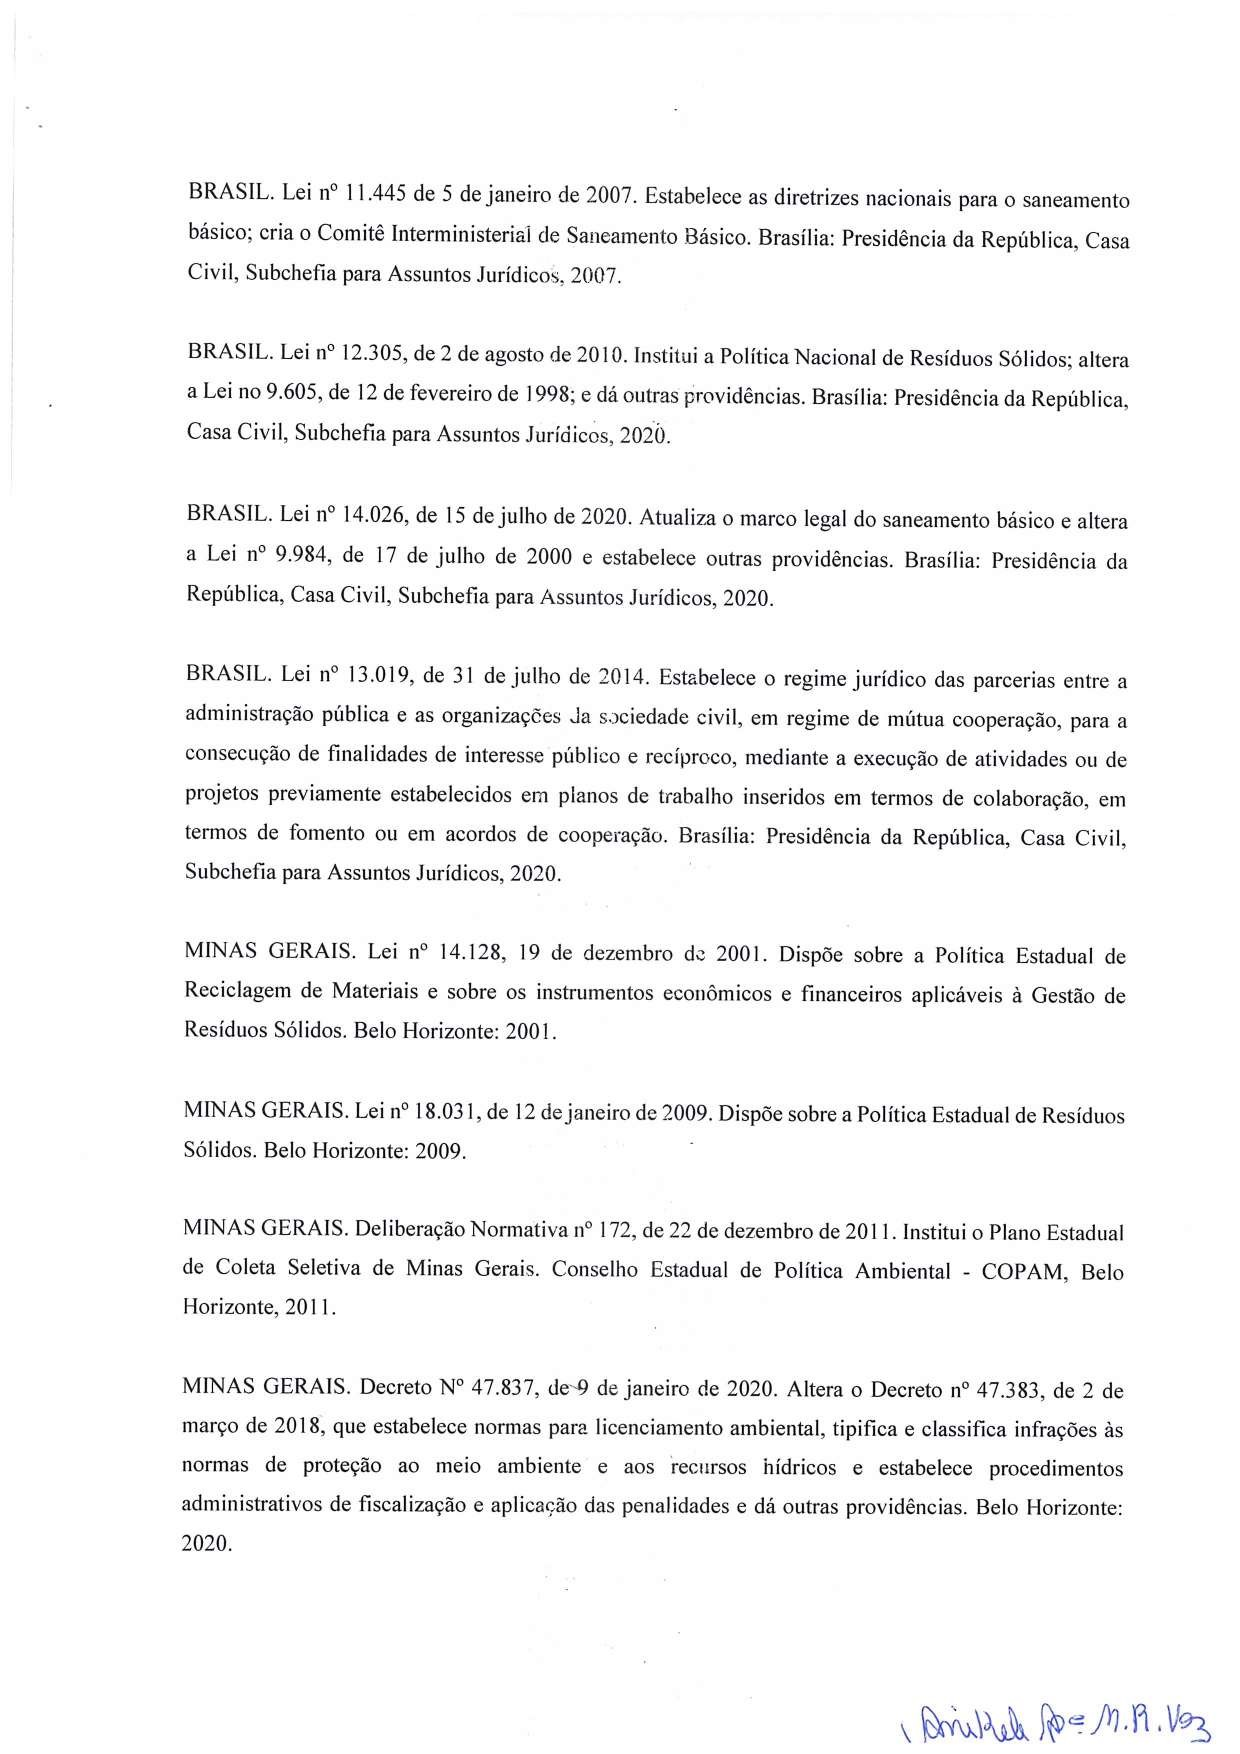 BRASIL. Lei nº 11.445 de 5 de janeiro de 2007. Estabelece as diretrizes nacionais para o saneamento
básico; cria o Comitê Interministerial de Saneamento Básico. Brasília: Presidência da República, Casa
Civil, Subchefia para Assuntos Jurídicos, 2007.
BRASIL. Lei nº 12.305, de 2 de agosto de 2010. Institui a Política Nacional de Resíduos Sólidos; altera
a Lei no 9.605, de 12 de fevereiro de 1998; e dá outras providências. Brasília: Presidência da República,
Casa Civil, Subchefia para Assuntos Jurídicos, 2020.
BRASIL. Lei nº 14.026, de 15 de julho de 2020. Atualiza o marco legal do saneamento básico e altera
a Lei nº 9.984, de 17 de julho de 2000 e estabelece outras providências. Brasília: Presidência da
República, Casa Civil, Subchefia para Assuntos Jurídicos, 2020.
BRASIL. Lei nº 13.019, de 31 de julho de 2014. Estabelece o regime jurídico das parcerias entre a
administração pública e as organizações da sociedade civil, em regime de mútua cooperação, para a
consecução de finalidades de interesse público e recíproco, mediante a execução de atividades ou de
projetos previamente estabelecidos em planos de trabalho inseridos em termos de colaboração, em
termos de fomento ou em acordos de cooperação. Brasília: Presidência da República, Casa Civil,
Subchefia para Assuntos Jurídicos, 2020.
MINAS GERAIS. Lei nº 14.128, 19 de dezembro de 2001. Dispõe sobre a Política Estadual de
Reciclagem de Materiais e sobre os instrumentos econômicos e financeiros aplicáveis à Gestão de
Resíduos Sólidos. Belo Horizonte: 2001.
MINAS GERAIS. Lei nº 18.031, de 12 de janeiro de 2009. Dispõe sobre a Política Estadual de Resíduos
Sólidos. Belo Horizonte: 2009.
MINAS GERAIS. Deliberação Normativa nº 172, de 22 de dezembro de 2011. Institui o Plano Estadual
de Coleta Seletiva de Minas Gerais. Conselho Estadual de Política Ambiental - COPAM, Belo
Horizonte, 2011.
MINAS GERAIS. Decreto Nº 47.837, de 9 de janeiro de 2020. Altera o Decreto nº 47.383, de 2 de
março de 2018, que estabelece normas para licenciamento ambiental, tipifica e classifica infrações às
normas de proteção ao meio ambiente e aos recursos hídricos e estabelece procedimentos
administrativos de fiscalização e aplicação das penalidades e dá outras providências. Belo Horizonte:
2020.
M.R. Vaz